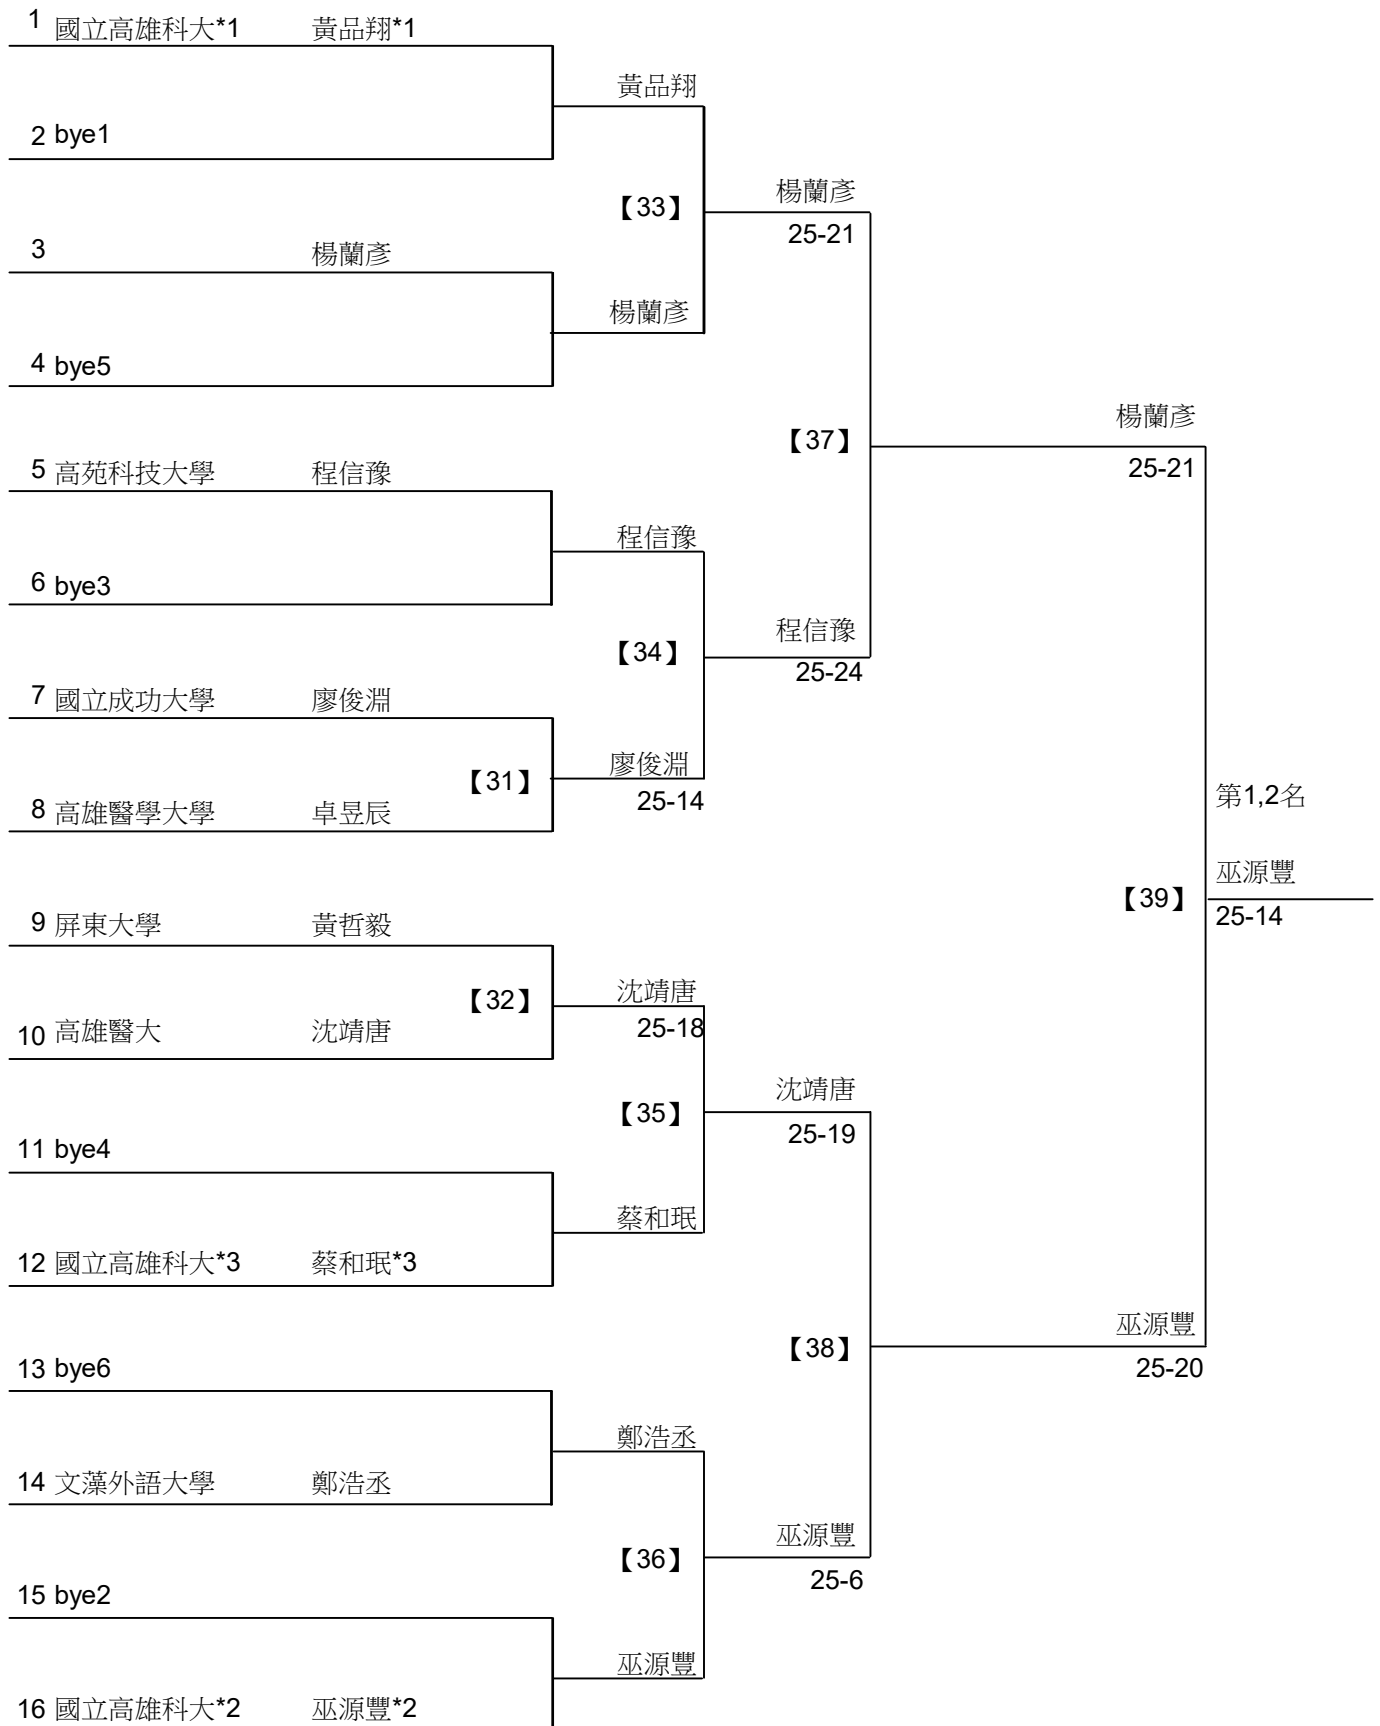 1 國立高雄科大*1 黃品翔*1
黃品翔
2 bye1
楊蘭彥
【33】
25-21
3 楊蘭彥
楊蘭彥
4 bye5
楊蘭彥
【37】
25-21
5 高苑科技大學 程信豫
程信豫
6 bye3
程信豫
【34】
25-24
7 國立成功大學 廖俊淵
廖俊淵
【31】
25-14
8 高雄醫學大學 卓昱辰
第1,2名
巫源豐
【39】
25-14
9 屏東大學 黃哲毅
沈靖唐
【32】
25-18
10 高雄醫大 沈靖唐
沈靖唐
【35】
25-19
11 bye4
蔡和珉
12 國立高雄科大*3 蔡和珉*3
巫源豐
【38】
25-20
13 bye6
鄭浩丞
14 文藻外語大學 鄭浩丞
巫源豐
【36】
25-6
15 bye2
巫源豐
16 國立高雄科大*2 巫源豐*2